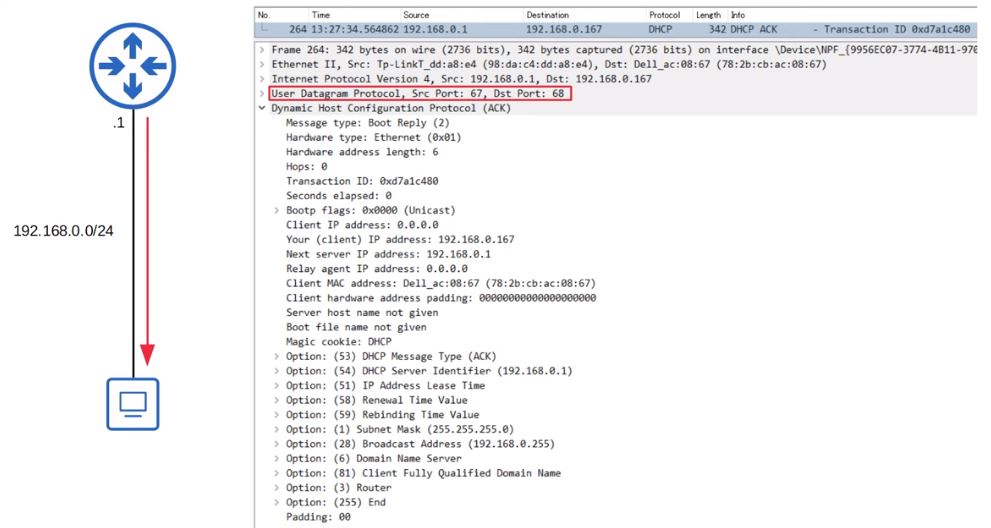 .1
192.168.0.0/24
No. Time Source Destination Protocol Length Info
264 13:27:34.564862 192.168.0.1 192.168.0.167 DHCP 342 DHCP ACK - Transaction ID 0xd7a1c480
Frame 264: 342 bytes on wire (2736 bits), 342 bytes captured (2736 bits) on interface \Device\NPF_{9956EC07-3774-4B11-970
Ethernet II, Src: Tp-LinkT_dd:a8:e4 (98:da:c4:dd:a8:e4), Dst: Dell_ac:08:67 (78:2b:cb:ac:08:67)
Internet Protocol Version 4, Src: 192.168.0.1, Dst: 192.168.0.167
User Datagram Protocol, Src Port: 67, Dst Port: 68
Dynamic Host Configuration Protocol (ACK)
Message type: Boot Reply (2)
Hardware type: Ethernet (0x01)
Hardware address length: 6
Hops: 0
Transaction ID: 0xd7a1c480
Seconds elapsed: 0
Bootp flags: 0x0000 (Unicast)
Client IP address: 0.0.0.0
Your (client) IP address: 192.168.0.167
Next server IP address: 192.168.0.1
Relay agent IP address: 0.0.0.0
Client MAC address: Dell_ac:08:67 (78:2b:cb:ac:08:67)
Client hardware address padding: 00000000000000000000
Server host name not given
Boot file name not given
Magic cookie: DHCP
Option: (53) DHCP Message Type (ACK)
Option: (54) DHCP Server Identifier (192.168.0.1)
Option: (51) IP Address Lease Time
Option: (58) Renewal Time Value
Option: (59) Rebinding Time Value
Option: (1) Subnet Mask (255.255.255.0)
Option: (28) Broadcast Address (192.168.0.255)
Option: (6) Domain Name Server
Option: (81) Client Fully Qualified Domain Name
Option: (3) Router
Option: (255) End
Padding: 00